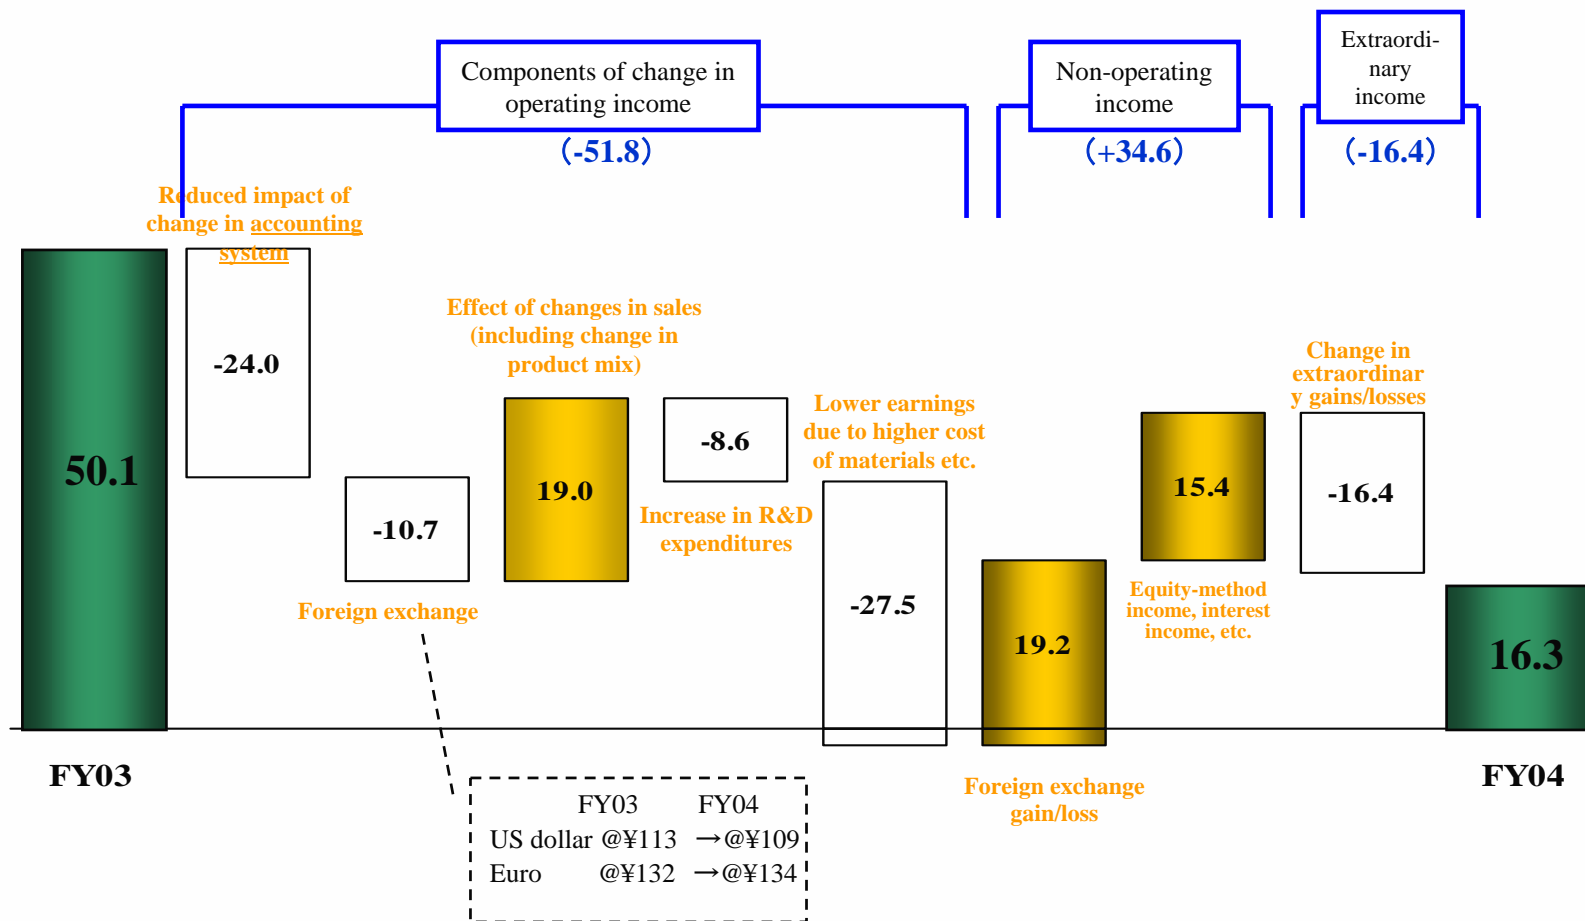 Components of change in
operating income
(-51.8)
Non-operating
income
(+34.6)
Extraordi-
nary
income
(-16.4)
Reduced impact of
change in accounting
system
-24.0
50.1
FY03
-10.7
Foreign exchange
Effect of changes in sales
(including change in
product mix)
19.0
-8.6
Increase in R&D
expenditures
Lower earnings
due to higher cost
of materials etc.
-27.5
19.2
Foreign exchange
gain/loss
15.4
Equity-method
income, interest
income, etc.
Change in
extraordinar
y gains/losses
-16.4
16.3
FY04
FY03 FY04
US dollar @¥113 →@¥109
Euro @¥132 →@¥134